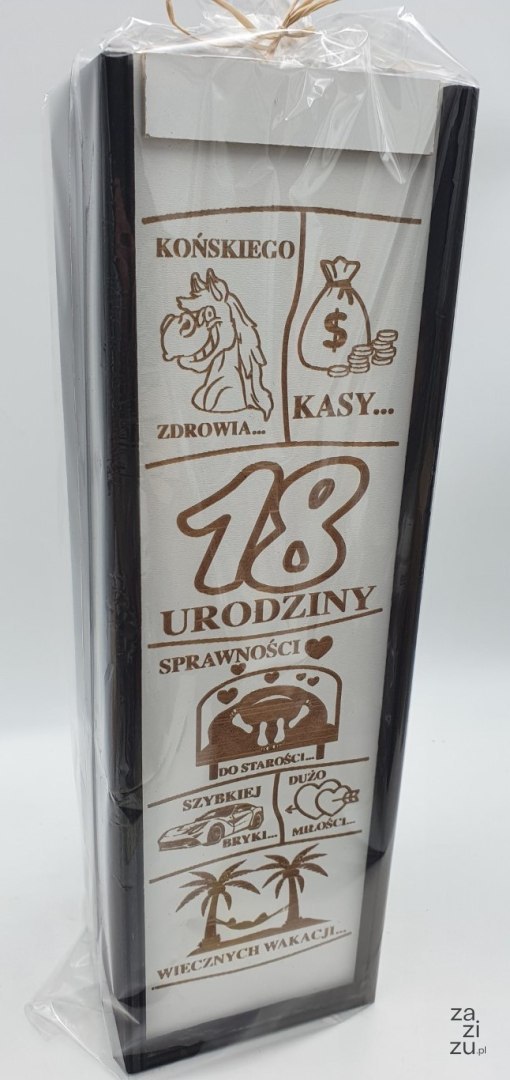 KOŃSKIEGO
ZDROWIA...
$
KASY...
18
URODZINY
SPRAWNOŚCI
DO STAROŚCI...
SZYBKIEJ
BRYKI...
DUŻO
MIŁOŚCI...
WIECZNYCH WAKACJI...
za
zi
zu.pl